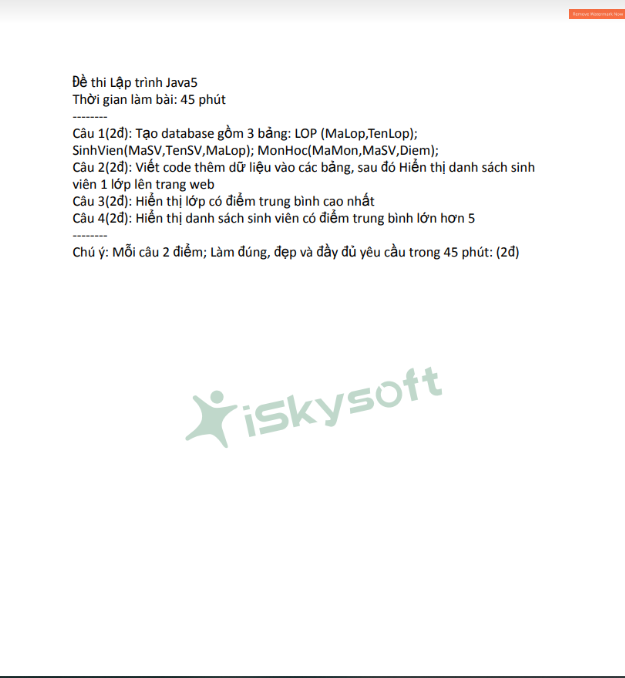 Đề thi Lập trình Java5
Thời gian làm bài: 45 phút
--------
Câu 1(2đ): Tạo database gồm 3 bảng: LOP (MaLop,TenLop);
SinhVien(MaSV,TenSV,MaLop); MonHoc(MaMon,MaSV,Diem);
Câu 2(2đ): Viết code thêm dữ liệu vào các bảng, sau đó Hiển thị danh sách sinh
viên 1 lớp lên trang web
Câu 3(2đ): Hiển thị lớp có điểm trung bình cao nhất
Câu 4(2đ): Hiển thị danh sách sinh viên có điểm trung bình lớn hơn 5
--------
Chú ý: Mỗi câu 2 điểm; Làm đúng, đẹp và đầy đủ yêu cầu trong 45 phút: (2đ)
iSkysoft